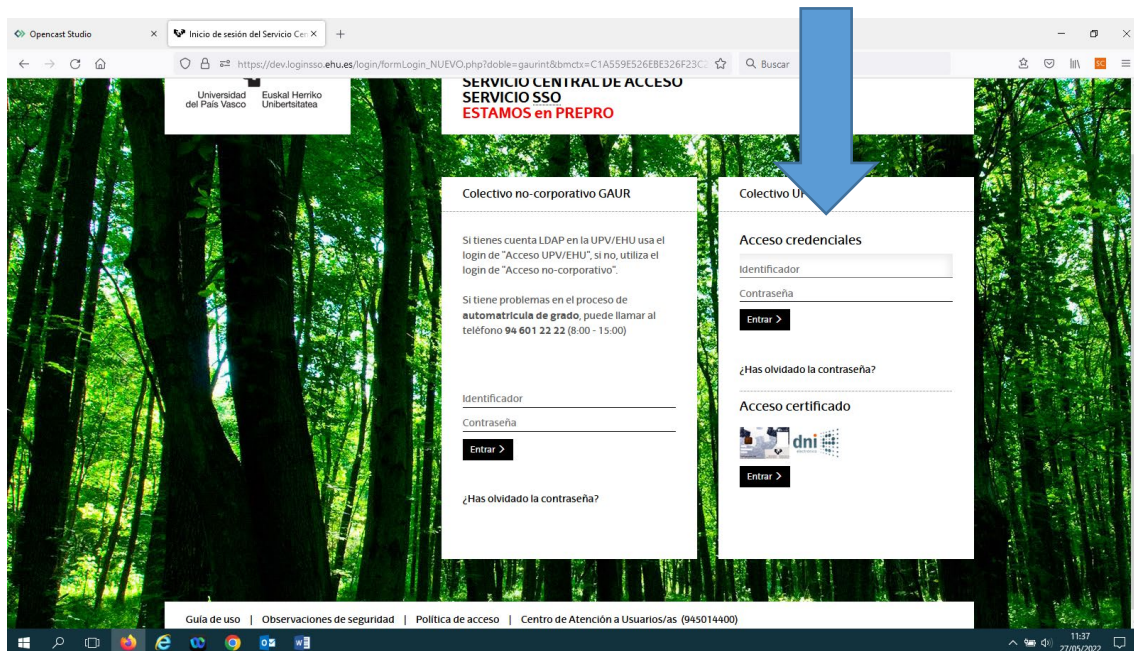 Opencast Studio
Inicio de sesión del Servicio Cen
https://dev.loginsso.ehu.es/login/formLogin_NUEVO.php?doble=gaurint&bmctx=C1A559E526EBE326F23C2
Buscar
Universidad del País Vasco
Euskal Herriko Unibertsitatea
SERVICIO CENTRAL DE ACCESO
SERVICIO SSO
ESTAMOS en PREPRO
Colectivo no-corporativo GAUR
Si tienes cuenta LDAP en la UPV/EHU usa el
login de "Acceso UPV/EHU", si no, utiliza el
login de "Acceso no-corporativo".
Si tiene problemas en el proceso de
automatricula de grado, puede llamar al
teléfono 94 601 22 22 (8:00 - 15:00)
Identificador
Contraseña
Entrar >
¿Has olvidado la contraseña?
Colectivo
Acceso credenciales
Identificador
Contraseña
Entrar >
¿Has olvidado la contraseña?
Acceso certificado
dni
Entrar >
Guía de uso | Observaciones de seguridad | Política de acceso | Centro de Atención a Usuarios/as (945014400)
11:37
27/05/2022